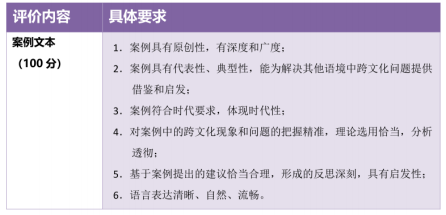 评价内容 具体要求
案例文本
（100 分）
1. 案例具有原创性，有深度和广度；
2. 案例具有代表性、典型性，能为解决其他语境中跨文化问题提供
借鉴和启发；
3. 案例符合时代要求，体现时代性；
4. 对案例中的跨文化现象和问题的把握精准，理论选用恰当，分析
透彻；
5. 基于案例提出的建议恰当合理，形成的反思深刻，具有启发性；
6. 语言表达清晰、自然、流畅。